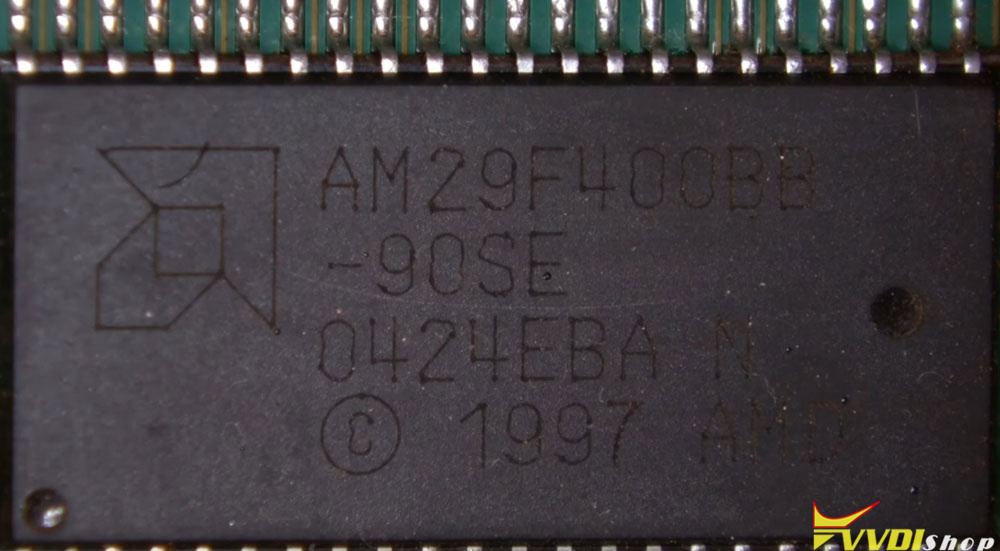 AM29F400BB
-90SE
0424EBA N
© 1997 AMD
VVDIShop